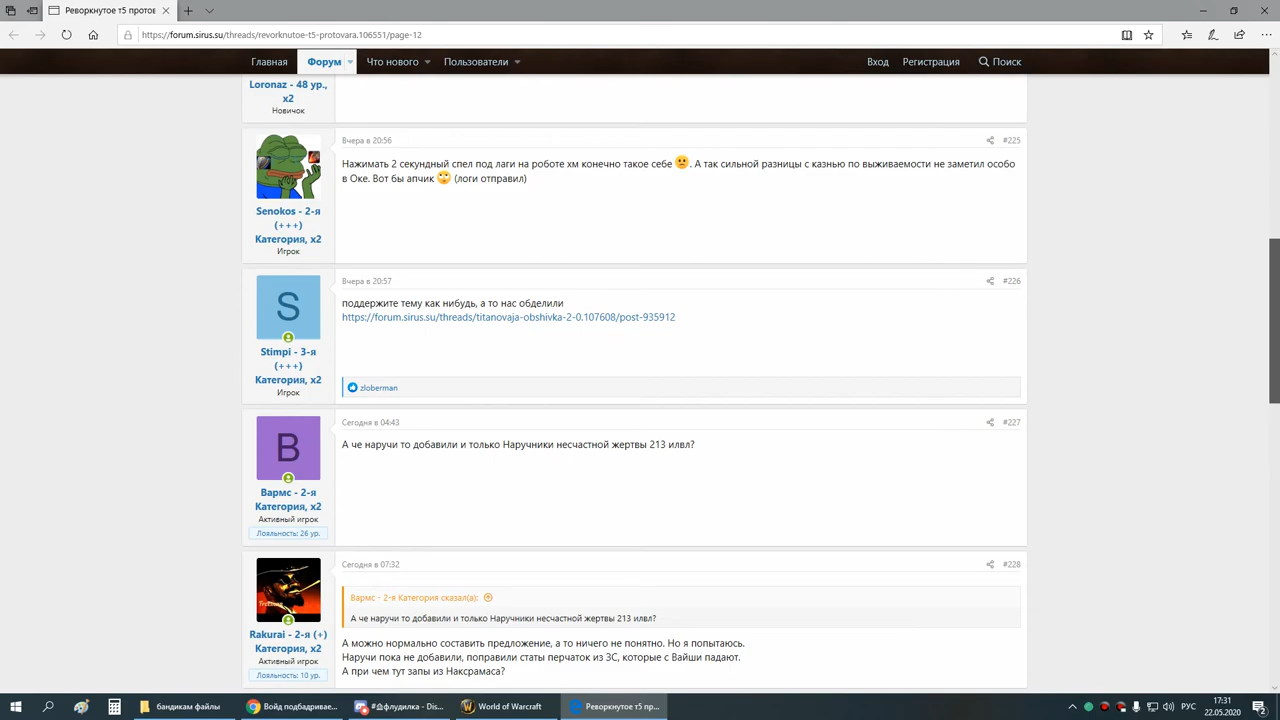 Реворкнутое т5 протов
https://forum.sirus.su/threads/revorknutoe-t5-protovara.106551/page-12
Главная Форум Что нового Пользователи Вход Регистрация Поиск
Loronaz - 48 ур., x2
Новичок
Вчера в 20:56 #225
Нажимать 2 секундный спел под лаги на роботе хм конечно такое себе . А так сильной разницы с казнью по выживаемости не заметил особо
в Оке. Вот бы апчик (логи отправил)
Senokos - 2-я
(+++)
Категория, x2
Игрок
Вчера в 20:57 #226
поддержите тему как нибудь, а то нас обделили
https://forum.sirus.su/threads/titanovaja-obshivka-2-0.107608/post-935912
S
Stimpi - 3-я
(+++)
Категория, x2
Игрок
zloberman
Сегодня в 04:43 #227
А че наручи то добавили и только Наручники несчастной жертвы 213 илвл?
В
Вармс - 2-я
Категория, x2
Активный игрок
Лояльность: 26 ур.
Сегодня в 07:32 #228
Вармс - 2-я Категория сказал(а):
А че наручи то добавили и только Наручники несчастной жертвы 213 илвл?
Rakurai - 2-я (+)
Категория, x2
Активный игрок
Лояльность: 10 ур.
А можно нормально составить предложение, а то ничего не понятно. Но я попытаюсь.
Наручи пока не добавили, поправили статы перчаток из ЗС, которые с Вайши падают.
А при чем тут запы из Наксрамаса?
бандикам файлы
Войд подбадривае...
#флудилка - Dis...
World of Warcraft
Реворкнутое т5 пр...
РУС
17:31
22.05.2020
2